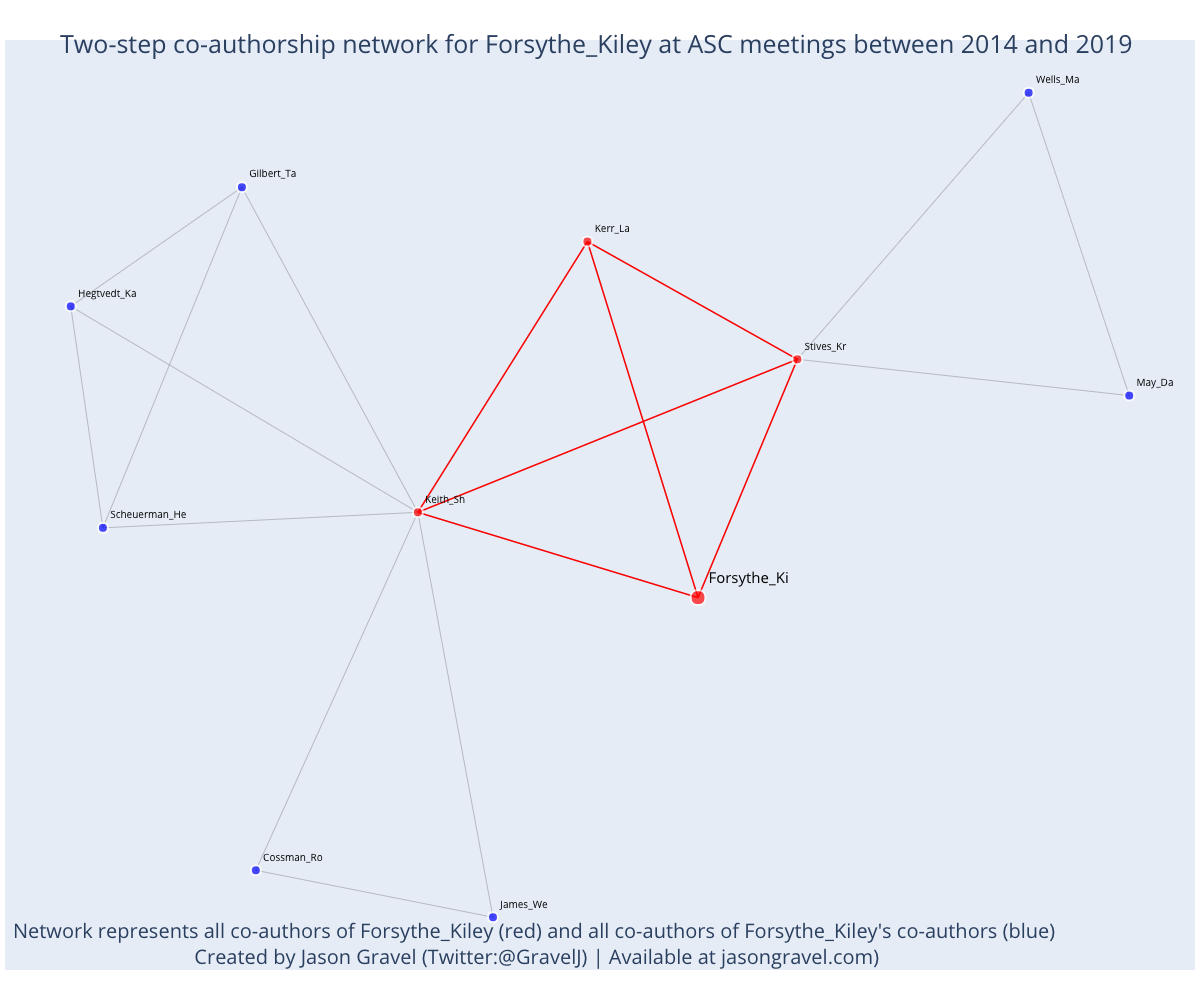 Two-step co-authorship network for Forsythe_Kiley at ASC meetings between 2014 and 2019
Wells_Ma
Gilbert_Ta
Kerr_La
Hegtvedt_Ka
Stives_Kr
May_Da
Keith_Sh
Scheuerman_He
Forsythe_Ki
Cossman_Ro
James_We
Network represents all co-authors of Forsythe_Kiley (red) and all co-authors of Forsythe_Kiley's co-authors (blue)
Created by Jason Gravel (Twitter:@GravelJ) | Available at jasongravel.com)